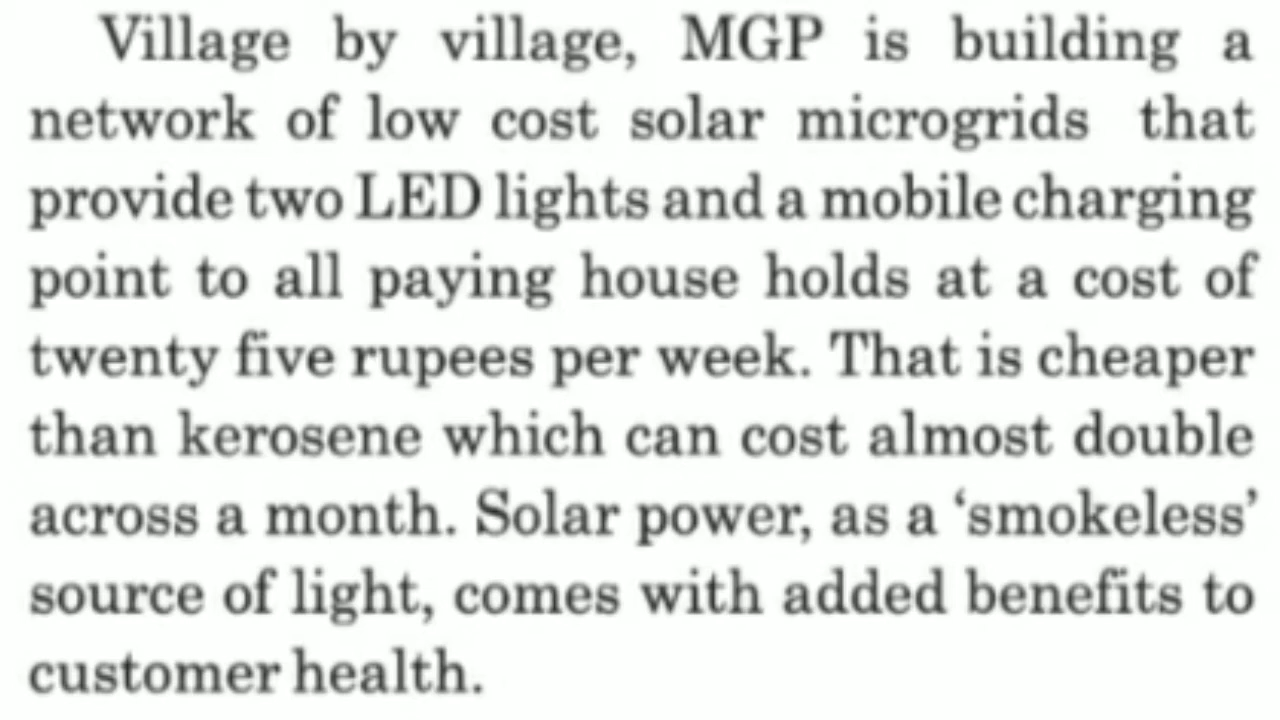 Village by village, MGP is building a
network of low cost solar microgrids that
provide two LED lights and a mobile charging
point to all paying house holds at a cost of
twenty five rupees per week. That is cheaper
than kerosene which can cost almost double
across a month. Solar power, as a ‘smokeless’
source of light, comes with added benefits to
customer health.